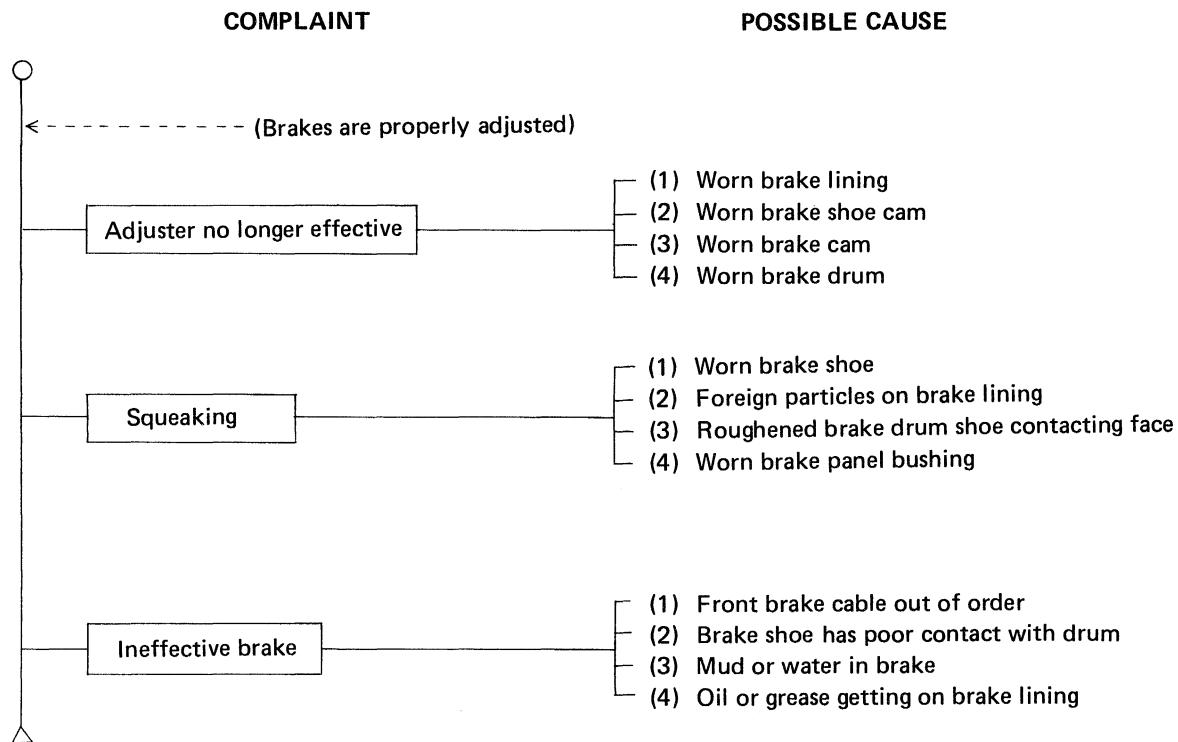 COMPLAINT POSSIBLE CAUSE
(Brakes are properly adjusted)
Adjuster no longer effective
(1) Worn brake lining
(2) Worn brake shoe cam
(3) Worn brake cam
(4) Worn brake drum
Squeaking
(1) Worn brake shoe
(2) Foreign particles on brake lining
(3) Roughened brake drum shoe contacting face
(4) Worn brake panel bushing
Ineffective brake
(1) Front brake cable out of order
(2) Brake shoe has poor contact with drum
(3) Mud or water in brake
(4) Oil or grease getting on brake lining